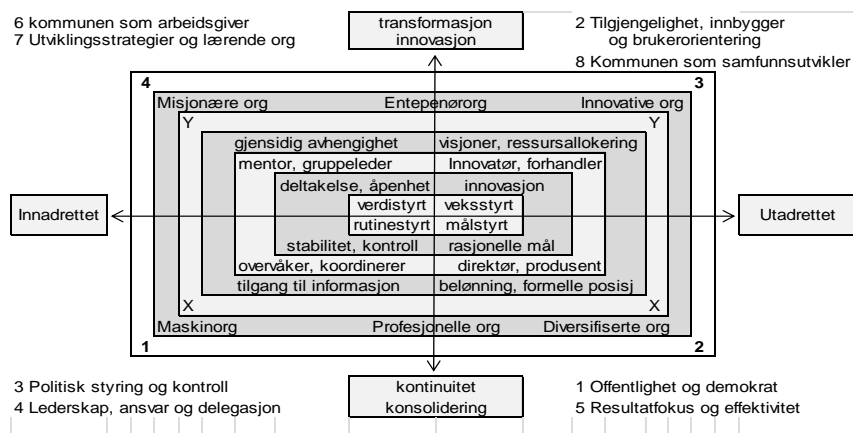 6 kommunen som arbeidsgiver
7 Utviklingsstrategier og lærende org
transformasjon
innovasjon
2 Tilgjengelighet, innbygger
og brukerorientering
8 Kommunen som samfunnsutvikler
4
3
Misjonære org
Entepenørorg
Innovative org
Y
Y
gjensidig avhengighet
visjoner, ressursallokering
mentor, gruppeleder
Innovatør, forhandler
deltakelse, åpenhet
innovasjon
verdistyrt
veksstyrt
Innadrettet
Utadrettet
rutinestyrt
målstyrt
stabilitet, kontroll
rasjonelle mål
overvåker, koordinerer
direktør, produsent
tilgang til informasjon
belønning, formelle posisj
X
X
Maskinorg
Profesjonelle org
Diversifiserte org
1
2
3 Politisk styring og kontroll
4 Lederskap, ansvar og delegasjon
kontinuitet
konsolidering
1 Offentlighet og demokrat
5 Resultatfokus og effektivitet